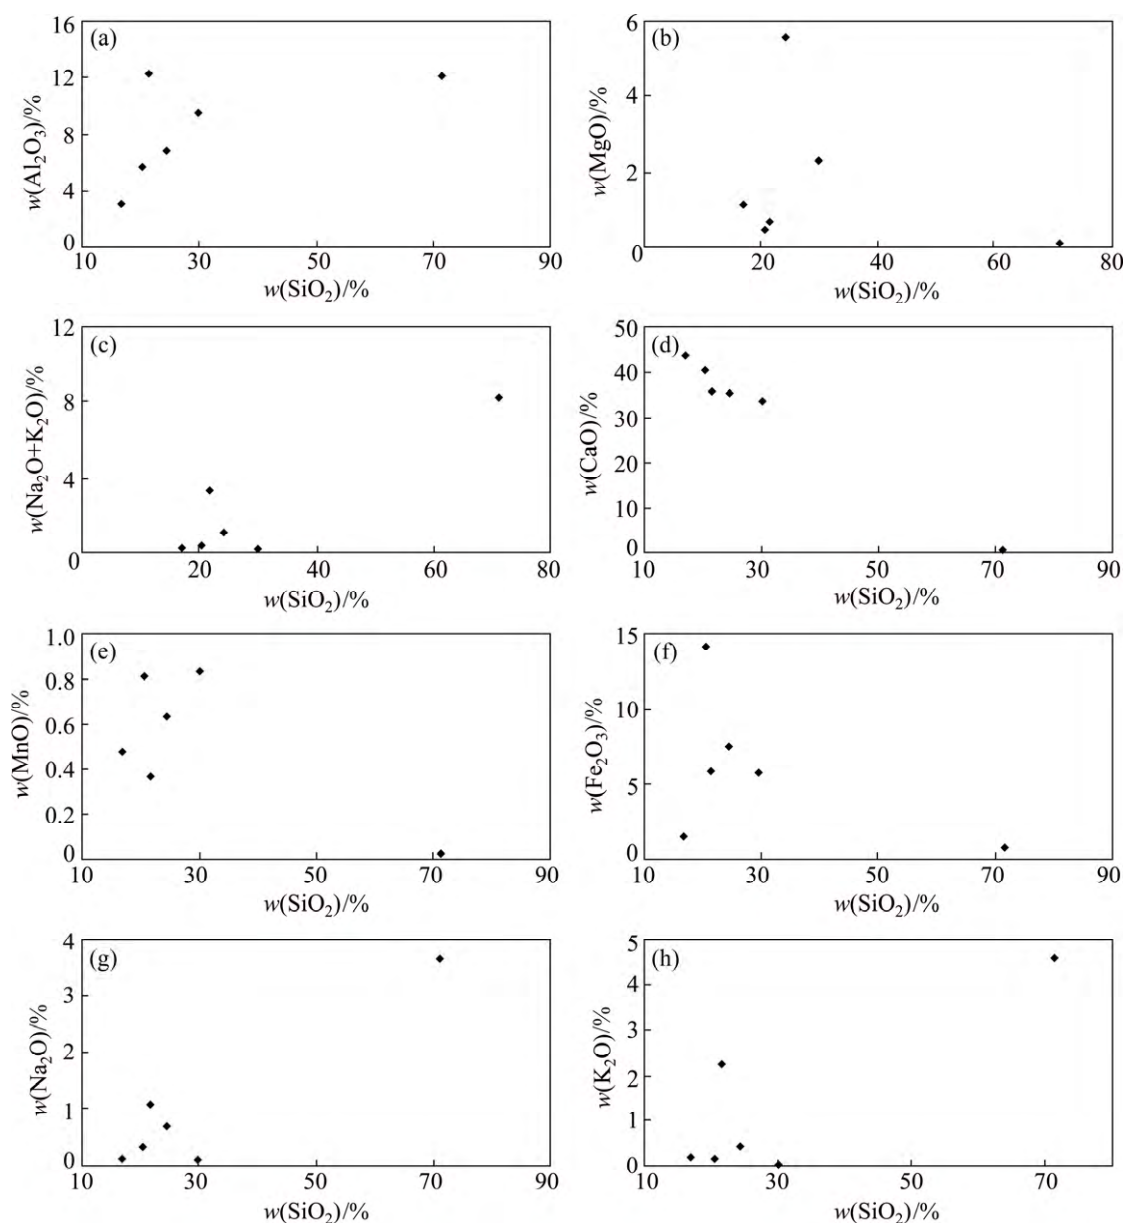 (a)
w(Al₂O₃)/%
16
12
8
4
0
10 30 50 70 90
w(SiO₂)/%
(b)
w(MgO)/%
6
4
2
0
20 40 60 80
w(SiO₂)/%
(c)
w(Na₂O+K₂O)/%
12
8
4
0
20 40 60 80
w(SiO₂)/%
(d)
w(CaO)/%
50
40
30
20
10
0
10 30 50 70 90
w(SiO₂)/%
(e)
w(MnO)/%
1.0
0.8
0.6
0.4
0.2
0
10 30 50 70 90
w(SiO₂)/%
(f)
w(Fe₂O₃)/%
15
10
5
0
10 30 50 70 90
w(SiO₂)/%
(g)
w(Na₂O)/%
4
3
2
1
0
10 30 50 70 90
w(SiO₂)/%
(h)
w(K₂O)/%
5
4
3
2
1
0
10 30 50 70
w(SiO₂)/%